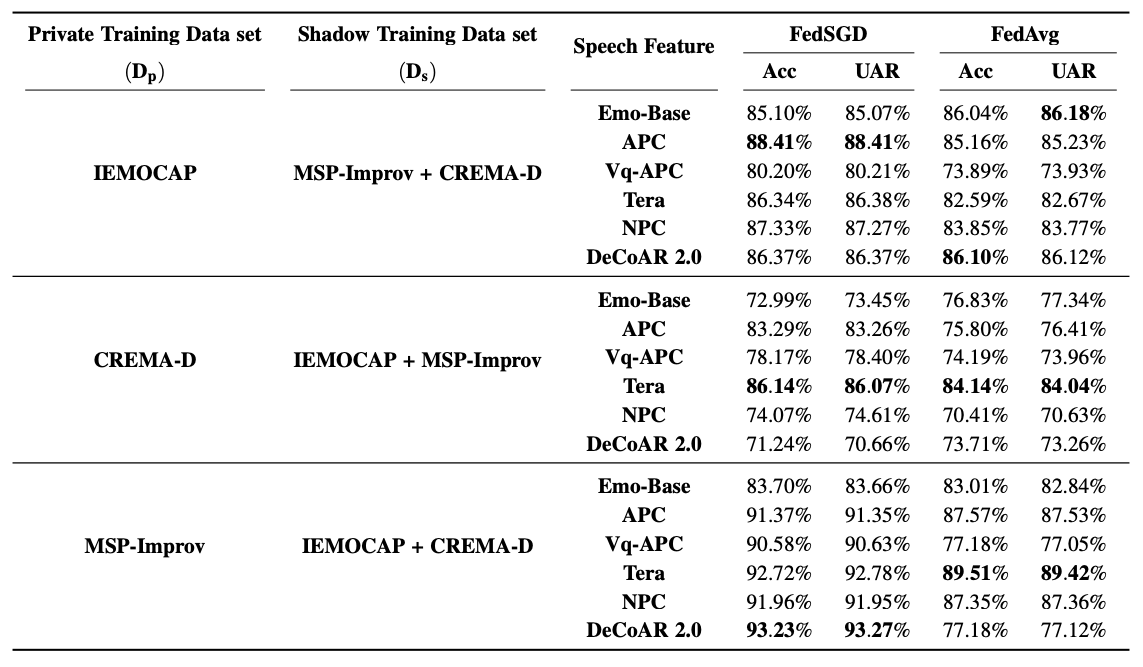 Private Training Data set Shadow Training Data set Speech Feature FedSGD FedAvg
(Dp) (Ds) Acc UAR Acc UAR
Emo-Base 85.10% 85.07% 86.04% 86.18%
APC 88.41% 88.41% 85.16% 85.23%
IEMOCAP MSP-Improv + CREMA-D Vq-APC 80.20% 80.21% 73.89% 73.93%
Tera 86.34% 86.38% 82.59% 82.67%
NPC 87.33% 87.27% 83.85% 83.77%
DeCoAR 2.0 86.37% 86.37% 86.10% 86.12%
Emo-Base 72.99% 73.45% 76.83% 77.34%
APC 83.29% 83.26% 75.80% 76.41%
CREMA-D IEMOCAP + MSP-Improv Vq-APC 78.17% 78.40% 74.19% 73.96%
Tera 86.14% 86.07% 84.14% 84.04%
NPC 74.07% 74.61% 70.41% 70.63%
DeCoAR 2.0 71.24% 70.66% 73.71% 73.26%
Emo-Base 83.70% 83.66% 83.01% 82.84%
APC 91.37% 91.35% 87.57% 87.53%
MSP-Improv IEMOCAP + CREMA-D Vq-APC 90.58% 90.63% 77.18% 77.05%
Tera 92.72% 92.78% 89.51% 89.42%
NPC 91.96% 91.95% 87.35% 87.36%
DeCoAR 2.0 93.23% 93.27% 77.18% 77.12%